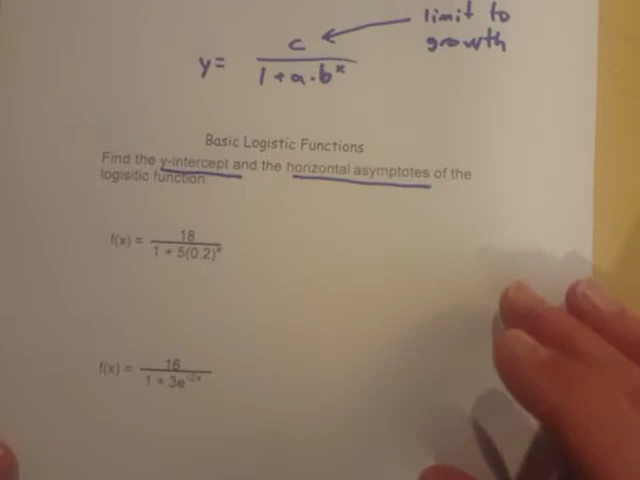 limit to
growth
y = c / 1 + a · b^x
Basic Logistic Functions
Find the y-intercept and the horizontal asymptotes of the
logisitic function.
f(x) = 18 / 1 + 5(0.2)^x
f(x) = 16 / 1 + 3e^-2x